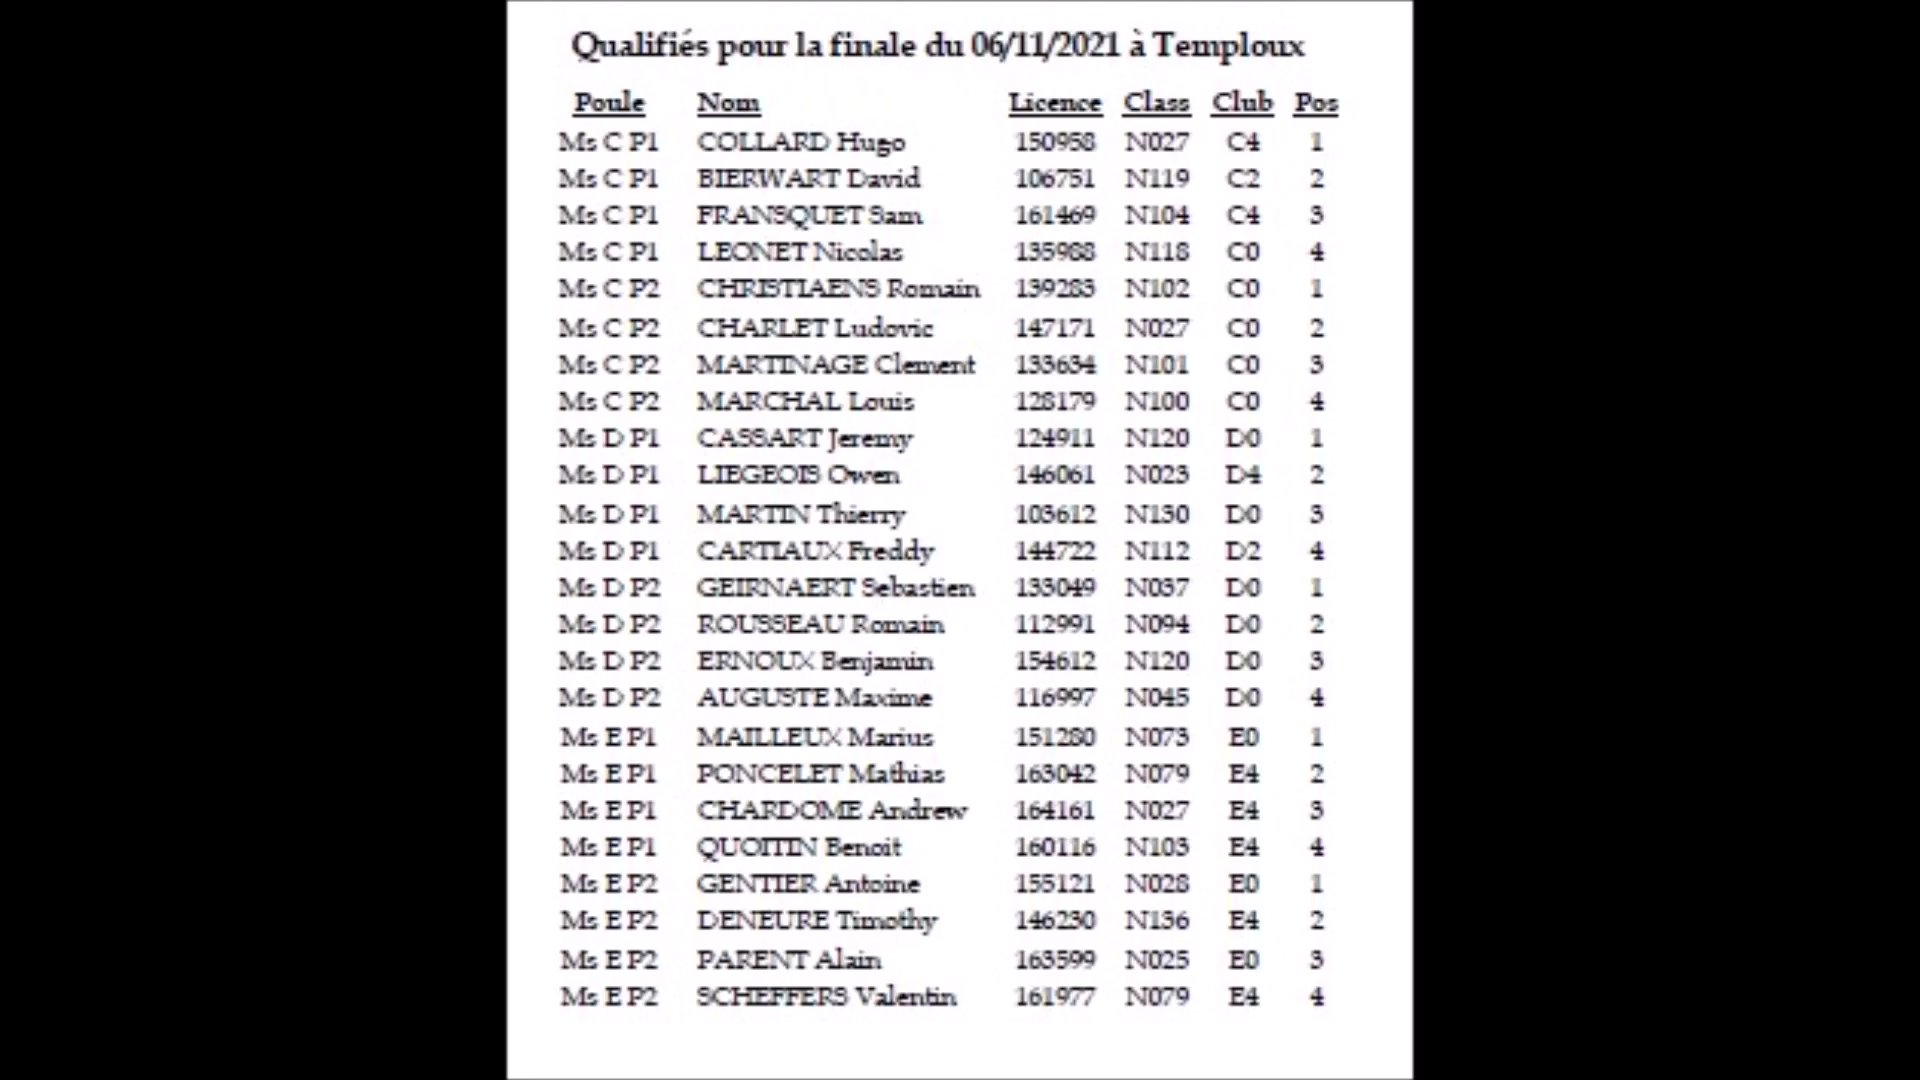 Qualifiés pour la finale du 06/11/2021 à Temploux
Poule Nom Licence Class Club Pos
Ms C P1 COLLARD Hugo 150958 N027 C4 1
Ms C P1 BIERWART David 106751 N119 C2 2
Ms C P1 FRANSQUET Sam 161469 N104 C4 3
Ms C P1 LEONET Nicolas 135988 N118 C0 4
Ms C P2 CHRISTIAENS Romain 139283 N102 C0 1
Ms C P2 CHARLET Ludovic 147171 N027 C0 2
Ms C P2 MARTINAGE Clement 133634 N101 C0 3
Ms C P2 MARCHAL Louis 128179 N100 C0 4
Ms D P1 CASSART Jeremy 124911 N120 D0 1
Ms D P1 LIEGEOIS Owen 146061 N023 D4 2
Ms D P1 MARTIN Thierry 103612 N130 D0 3
Ms D P1 CARTIAUX Freddy 144722 N112 D2 4
Ms D P2 GEIRNAERT Sebastien 133049 N037 D0 1
Ms D P2 ROUSSEAU Romain 112991 N094 D0 2
Ms D P2 ERNOUX Benjamin 154612 N120 D0 3
Ms D P2 AUGUSTE Maxime 116997 N045 D0 4
Ms E P1 MAILLEUX Marius 151280 N073 E0 1
Ms E P1 PONCELET Mathias 163042 N079 E4 2
Ms E P1 CHARDOME Andrew 164161 N027 E4 3
Ms E P1 QUOITIN Benoit 160116 N103 E4 4
Ms E P2 GENTIER Antoine 155121 N028 E0 1
Ms E P2 DENEURE Timothy 146230 N136 E4 2
Ms E P2 PARENT Alain 163599 N025 E0 3
Ms E P2 SCHEFFERS Valentin 161977 N079 E4 4